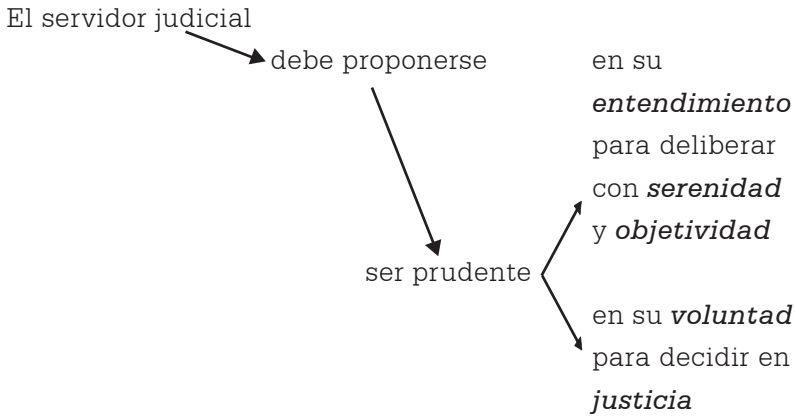 El servidor judicial
debe proponerse
ser prudente
en su
entendimiento
para deliberar
con serenidad
y objetividad
en su voluntad
para decidir en
justicia